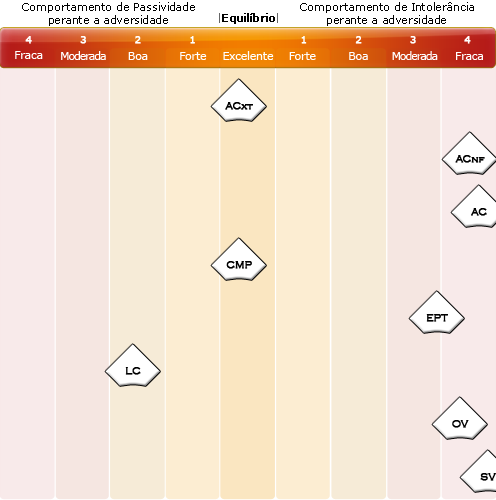 Comportamento de Passividade
perante a adversidade
|Equilíbrio|
Comportamento de Intolerância
perante a adversidade
4 3 2 1 1 2 3 4
Fraca Moderada Boa Forte Excelente Forte Boa Moderada Fraca
ACXT
ACNF
AC
CMP
EPT
LC
OV
SV